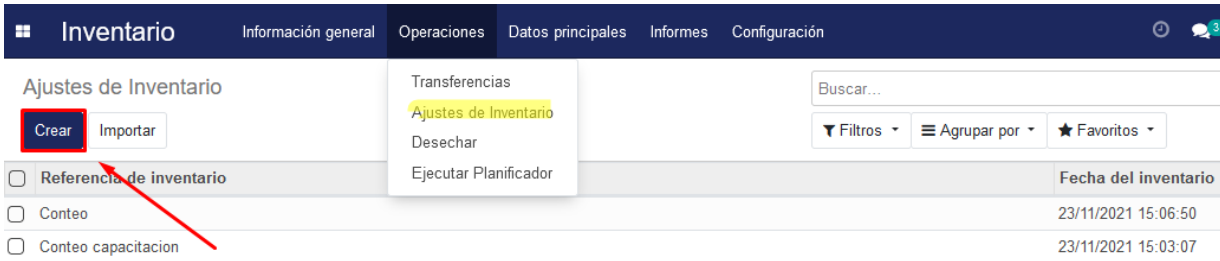 Inventario Información general Operaciones Datos principales Informes Configuración 3
Ajustes de Inventario
Crear Importar
Transferencias
Ajustes de Inventario
Desechar
Ejecutar Planificador
Buscar...
Filtros Agrupar por Favoritos
Referencia de inventario Fecha del inventario
Conteo 23/11/2021 15:06:50
Conteo capacitacion 23/11/2021 15:03:07